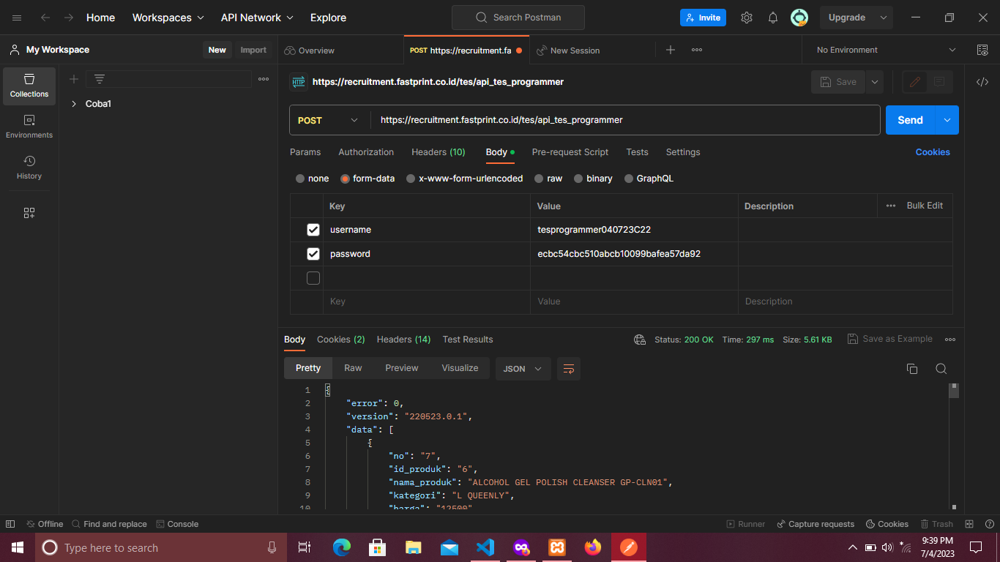 Home Workspaces API Network Explore Search Postman Invite Upgrade
My Workspace New Import Overview POST https://recruitment.fa New Session No Environment
Collections
Environments
History
Coba1
HTTP https://recruitment.fastprint.co.id/tes/api_tes_programmer Save
POST https://recruitment.fastprint.co.id/tes/api_tes_programmer Send
Params Authorization Headers (10) Body Pre-request Script Tests Settings Cookies
none form-data x-www-form-urlencoded raw binary GraphQL
Key Value Description Bulk Edit
username tesprogrammer040723C22
password ecbc54cbc510abcb10099bafea57da92
Key Value Description
Body Cookies (2) Headers (14) Test Results Status: 200 OK Time: 297 ms Size: 5.61 KB Save as Example
Pretty Raw Preview Visualize JSON
1 {
2 "error": 0,
3 "version": "220523.0.1",
4 "data": [
5 {
6 "no": "7",
7 "id_produk": "6",
8 "nama_produk": "ALCOHOL GEL POLISH CLEANSER GP-CLN01",
9 "kategori": "L QUEENLY",
10 "harga": "12500"
Offline Find and replace Console Runner Capture requests Cookies Trash
Type here to search 9:39 PM
7/4/2023